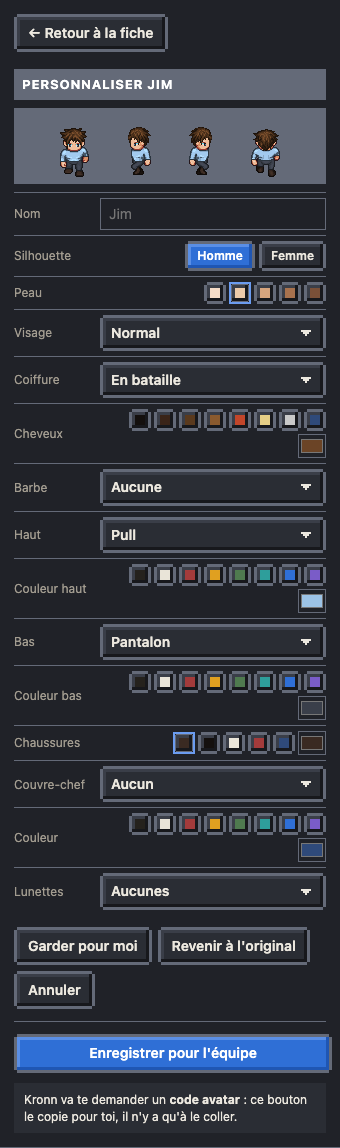 ← Retour à la fiche
PERSONNALISER JIM
Nom Jim
Silhouette Homme Femme
Peau
Visage Normal
Coiffure En bataille
Cheveux
Barbe Aucune
Haut Pull
Couleur haut
Bas Pantalon
Couleur bas
Chaussures
Couvre-chef Aucun
Couleur
Lunettes Aucunes
Garder pour moi Revenir à l'original
Annuler
Enregistrer pour l'équipe
Kronn va te demander un code avatar : ce bouton
le copie pour toi, il n'y a qu'à le coller.